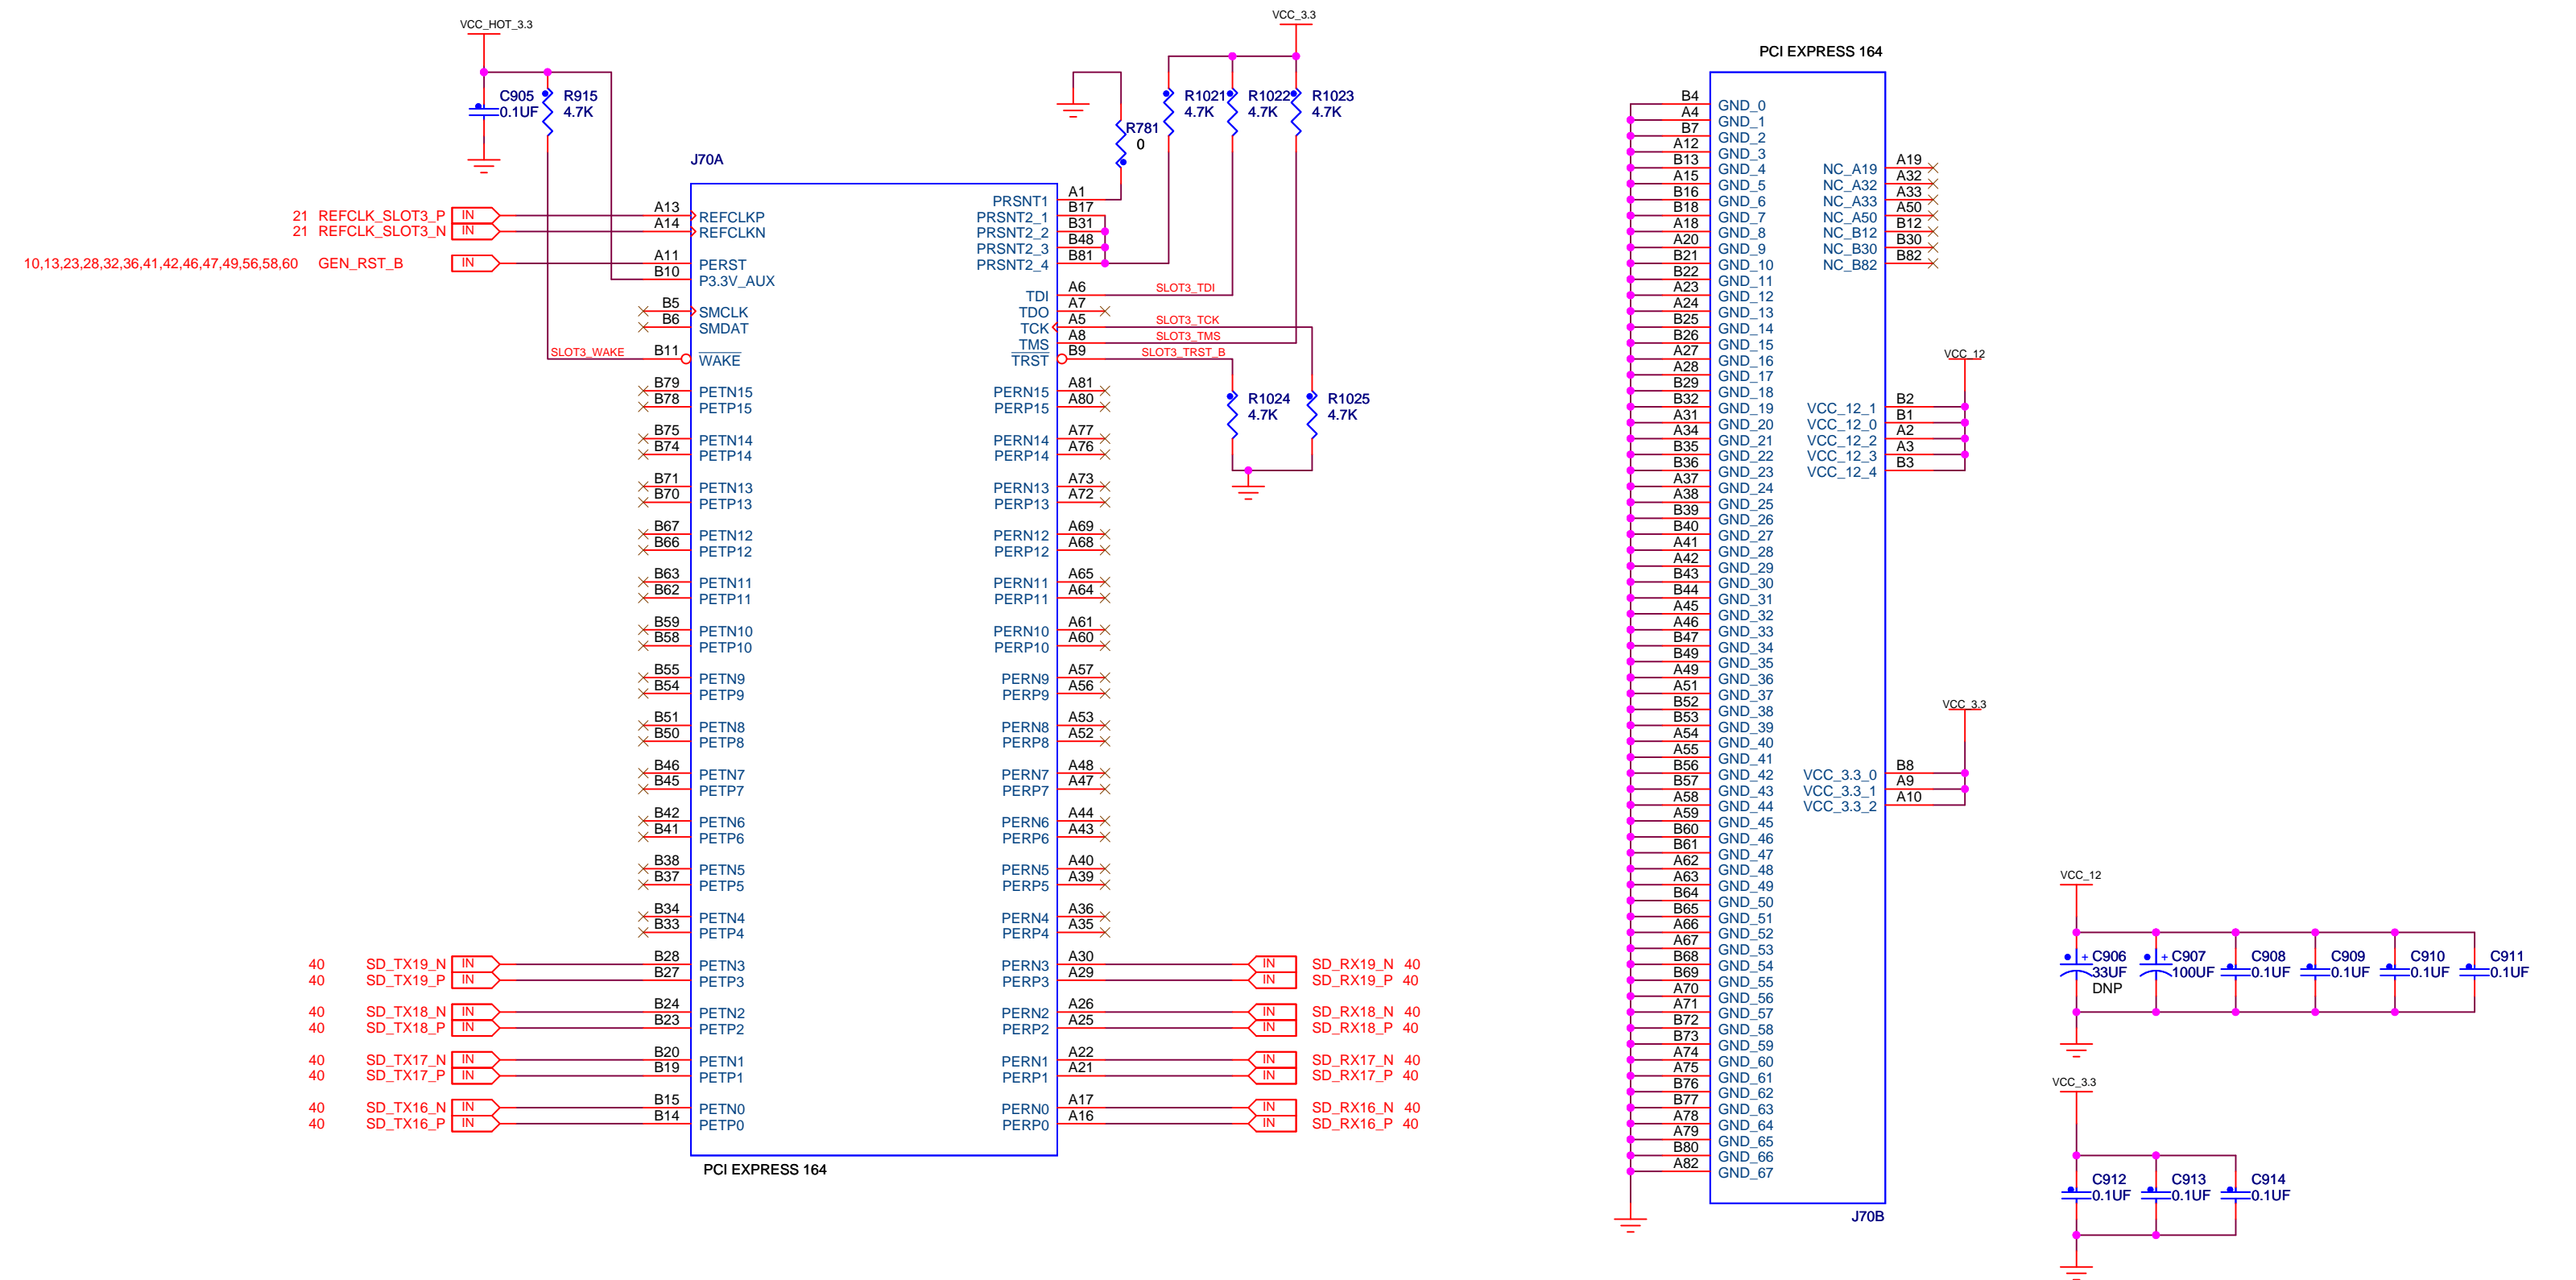 VCC_HOT_3.3
C905
0.1UF
R915
4.7K
VCC_3.3
R781
0
R1021
4.7K
R1022
4.7K
R1023
4.7K
J70A
21 REFCLK_SLOT3_P IN A13 REFCLKP
21 REFCLK_SLOT3_N IN A14 REFCLKN
10,13,23,28,32,36,41,42,46,47,49,56,58,60 GEN_RST_B IN A11 PERST
B10 P3.3V_AUX
B5 SMCLK
B6 SMDAT
SLOT3_WAKE B11 WAKE
B79 PETN15
B78 PETP15
B75 PETN14
B74 PETP14
B71 PETN13
B70 PETP13
B67 PETN12
B66 PETP12
B63 PETN11
B62 PETP11
B59 PETN10
B58 PETP10
B55 PETN9
B54 PETP9
B51 PETN8
B50 PETP8
B46 PETN7
B45 PETP7
B42 PETN6
B41 PETP6
B38 PETN5
B37 PETP5
B34 PETN4
B33 PETP4
40 SD_TX19_N IN B28 PETN3
40 SD_TX19_P IN B27 PETP3
40 SD_TX18_N IN B24 PETN2
40 SD_TX18_P IN B23 PETP2
40 SD_TX17_N IN B20 PETN1
40 SD_TX17_P IN B19 PETP1
40 SD_TX16_N IN B15 PETN0
40 SD_TX16_P IN B14 PETP0
PRSNT1 A1
PRSNT2_1 B17
PRSNT2_2 B31
PRSNT2_3 B48
PRSNT2_4 B81
TDI A6 SLOT3_TDI
TDO A7
TCK A5 SLOT3_TCK
TMS A8 SLOT3_TMS
TRST B9 SLOT3_TRST_B
R1024
4.7K
R1025
4.7K
PERN15 A81
PERP15 A80
PERN14 A77
PERP14 A76
PERN13 A73
PERP13 A72
PERN12 A69
PERP12 A68
PERN11 A65
PERP11 A64
PERN10 A61
PERP10 A60
PERN9 A57
PERP9 A56
PERN8 A53
PERP8 A52
PERN7 A48
PERP7 A47
PERN6 A44
PERP6 A43
PERN5 A40
PERP5 A39
PERN4 A36
PERP4 A35
PERN3 A30 IN SD_RX19_N 40
PERP3 A29 IN SD_RX19_P 40
PERN2 A26 IN SD_RX18_N 40
PERP2 A25 IN SD_RX18_P 40
PERN1 A22 IN SD_RX17_N 40
PERP1 A21 IN SD_RX17_P 40
PERN0 A17 IN SD_RX16_N 40
PERP0 A16 IN SD_RX16_P 40
PCI EXPRESS 164
PCI EXPRESS 164
B4 GND_0
A4 GND_1
B7 GND_2
A12 GND_3
B13 GND_4
A15 GND_5
B16 GND_6
B18 GND_7
A18 GND_8
A20 GND_9
B21 GND_10
B22 GND_11
A23 GND_12
A24 GND_13
B25 GND_14
B26 GND_15
A27 GND_16
A28 GND_17
B29 GND_18
B32 GND_19
A31 GND_20
A34 GND_21
B35 GND_22
B36 GND_23
A37 GND_24
A38 GND_25
B39 GND_26
B40 GND_27
A41 GND_28
A42 GND_29
B43 GND_30
B44 GND_31
A45 GND_32
A46 GND_33
B47 GND_34
B49 GND_35
A49 GND_36
A51 GND_37
B52 GND_38
B53 GND_39
A54 GND_40
A55 GND_41
B56 GND_42
B57 GND_43
A58 GND_44
A59 GND_45
B60 GND_46
B61 GND_47
A62 GND_48
A63 GND_49
B64 GND_50
B65 GND_51
A66 GND_52
A67 GND_53
B68 GND_54
B69 GND_55
A70 GND_56
A71 GND_57
B72 GND_58
B73 GND_59
A74 GND_60
A75 GND_61
B76 GND_62
B77 GND_63
A78 GND_64
A79 GND_65
B80 GND_66
A82 GND_67
NC_A19 A19
NC_A32 A32
NC_A33 A33
NC_A50 A50
NC_B12 B12
NC_B30 B30
NC_B82 B82
VCC_12
VCC_12_1 B2
VCC_12_0 B1
VCC_12_2 A2
VCC_12_3 A3
VCC_12_4 B3
VCC_3.3
VCC_3.3_0 B8
VCC_3.3_1 A9
VCC_3.3_2 A10
J70B
VCC_12
+ C906
33UF
DNP
+ C907
100UF
C908
0.1UF
C909
0.1UF
C910
0.1UF
C911
0.1UF
VCC_3.3
C912
0.1UF
C913
0.1UF
C914
0.1UF